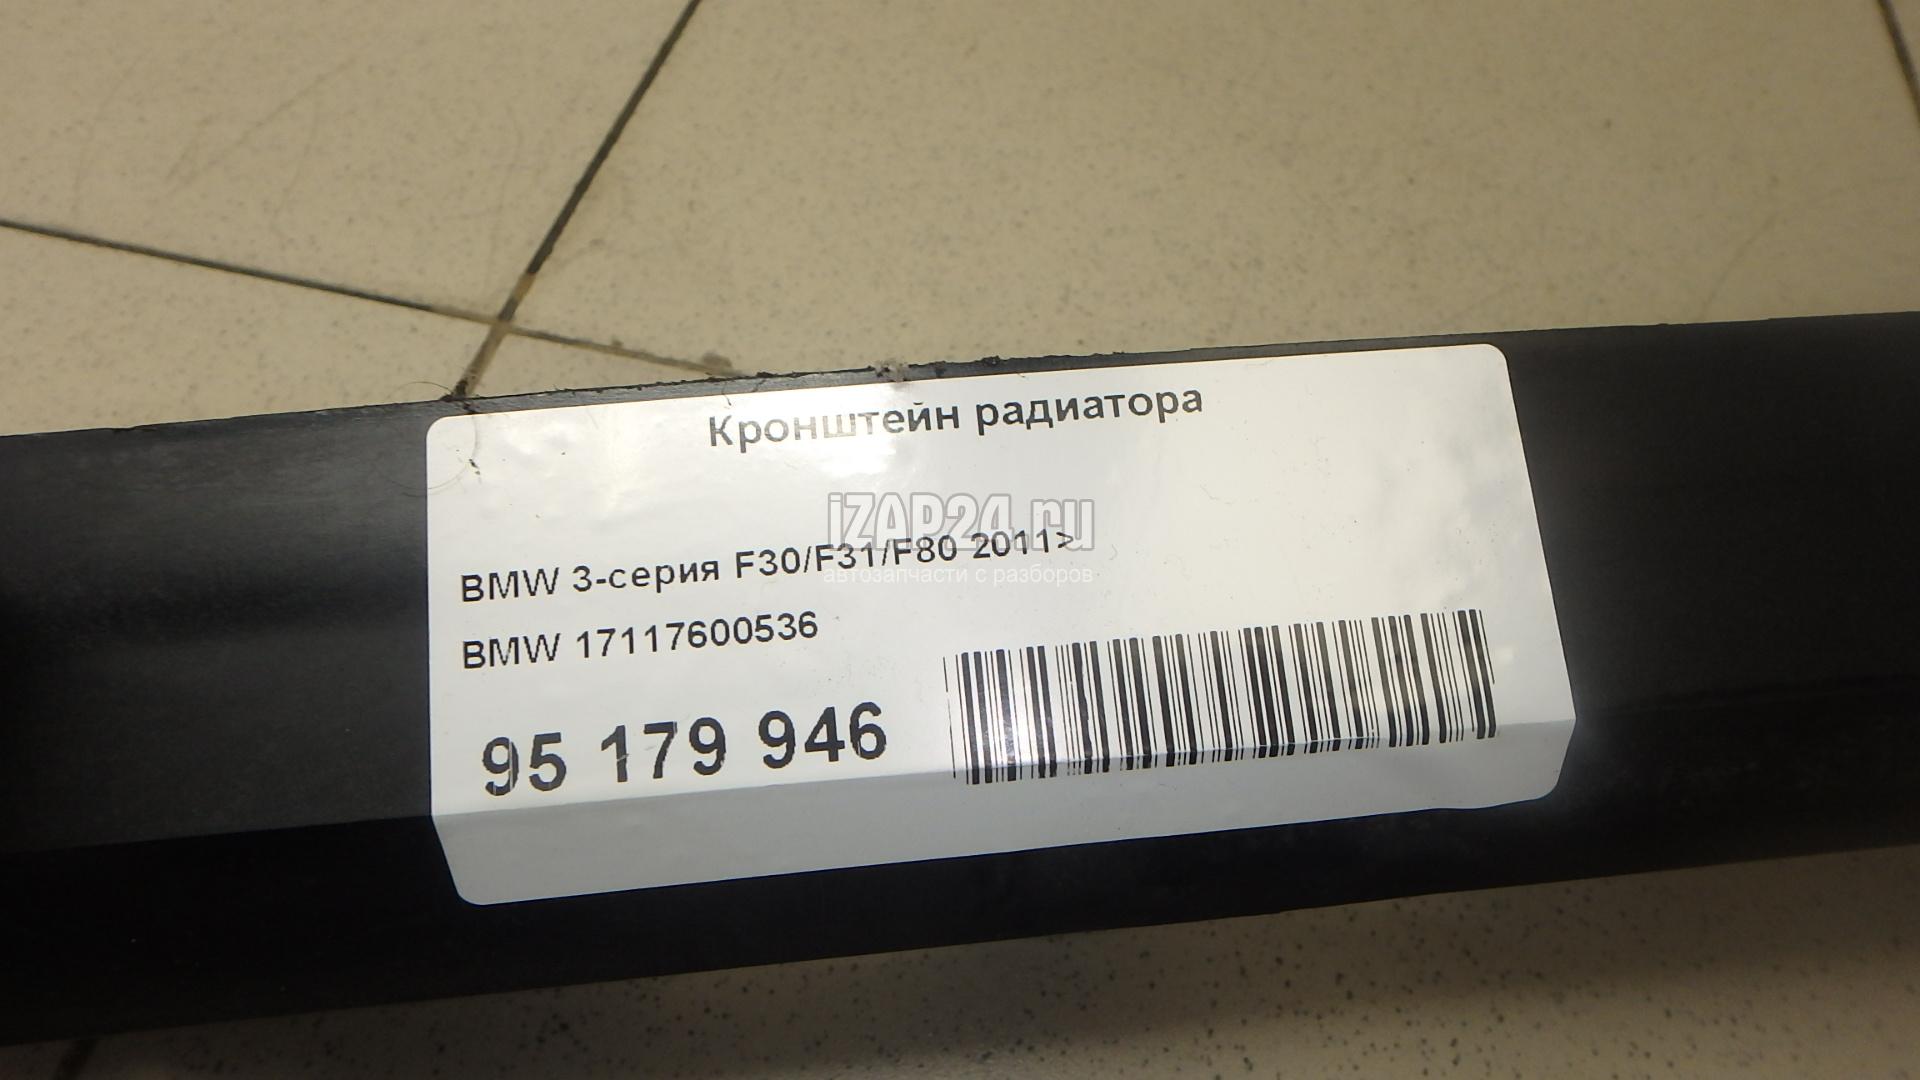 Кронштейн радиатора
iZAP24.ru
BMW 3-серия F30/F31/F80 2011>
автозапчасти с разборов
BMW 17117600536
95 179 946